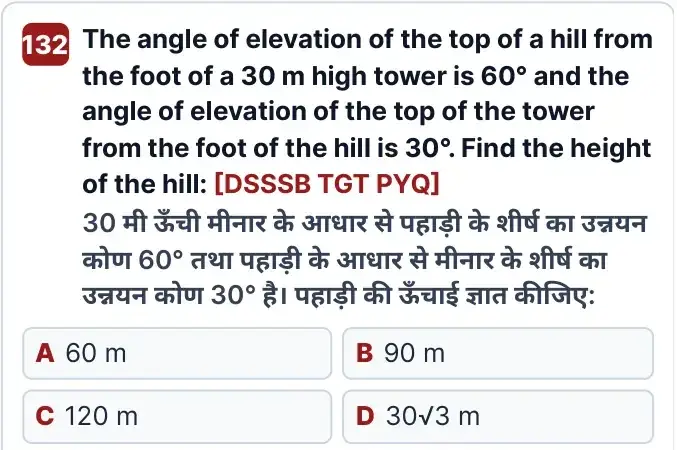 132 The angle of elevation of the top of a hill from
the foot of a 30 m high tower is 60° and the
angle of elevation of the top of the tower
from the foot of the hill is 30°. Find the height
of the hill: [DSSSB TGT PYQ]
30 मी ऊँची मीनार के आधार से पहाड़ी के शीर्ष का उन्नयन
कोण 60° तथा पहाड़ी के आधार से मीनार के शीर्ष का
उन्नयन कोण 30° है। पहाड़ी की ऊँचाई ज्ञात कीजिए:
A 60 m
B 90 m
C 120 m
D 30√3 m